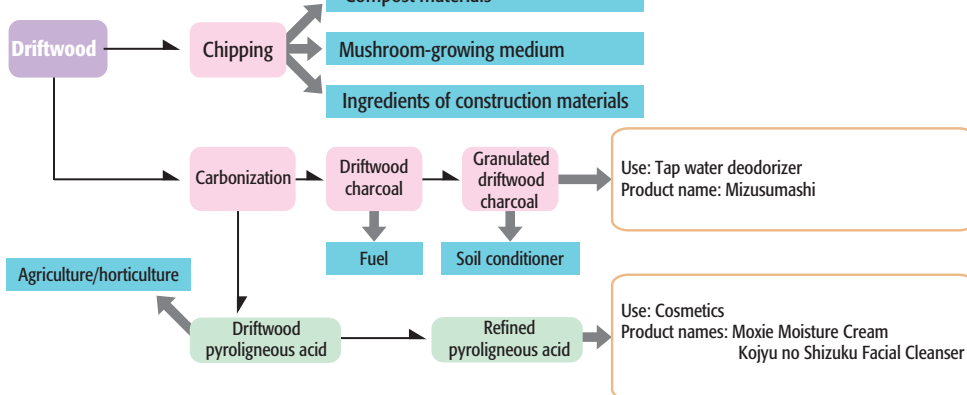 Compost materials
Driftwood
Chipping
Mushroom-growing medium
Ingredients of construction materials
Carbonization
Driftwood
charcoal
Granulated
driftwood
charcoal
Use: Tap water deodorizer
Product name: Mizusumashi
Fuel
Soil conditioner
Agriculture/horticulture
Driftwood
pyroligneous acid
Refined
pyroligneous acid
Use: Cosmetics
Product names: Moxie Moisture Cream
Kojyu no Shizuku Facial Cleanser